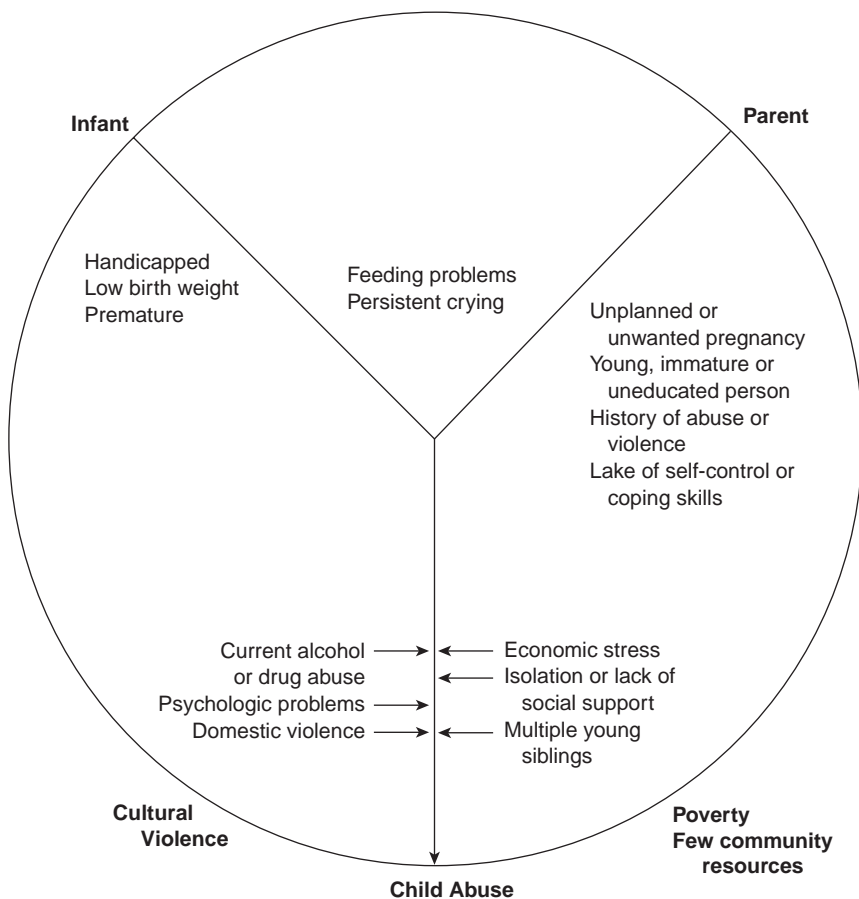 Infant
Parent
Handicapped
Low birth weight
Premature
Feeding problems
Persistent crying
Unplanned or
unwanted pregnancy
Young, immature or
uneducated person
History of abuse or
violence
Lake of self-control or
coping skills
Current alcohol
or drug abuse
Psychologic problems
Domestic violence
Economic stress
Isolation or lack of
social support
Multiple young
siblings
Cultural
Violence
Poverty
Few community
resources
Child Abuse